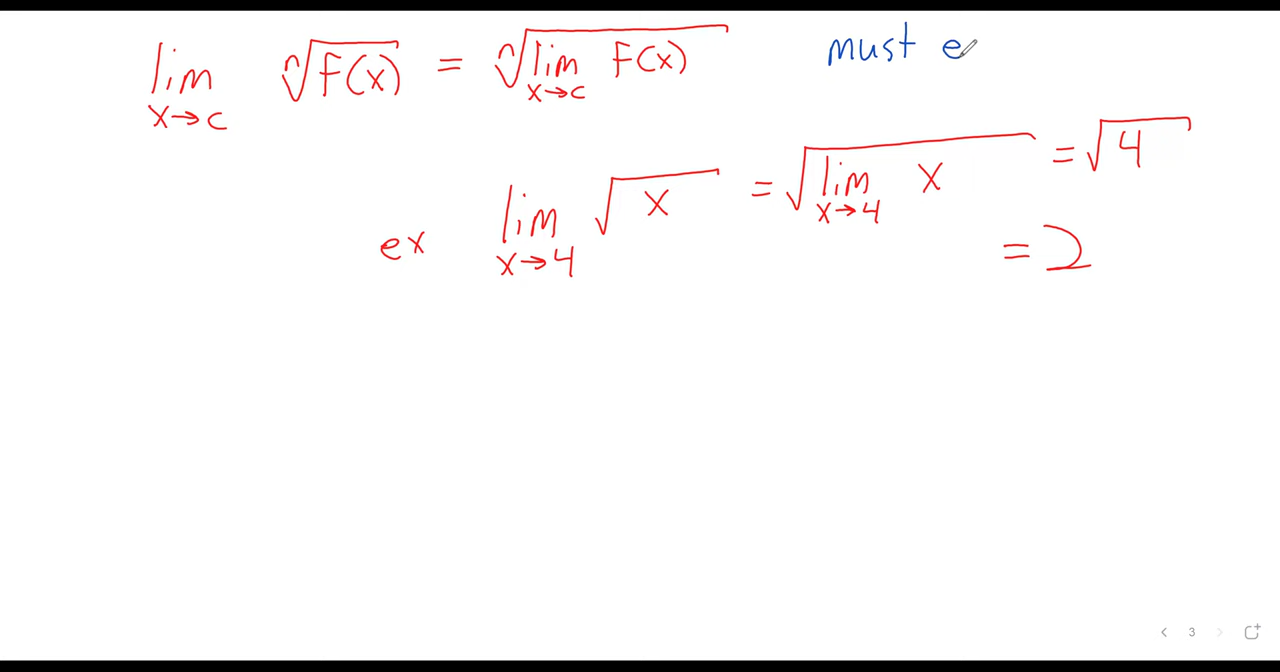 lim x→c ⁿ√f(x) = ⁿ√lim x→c f(x) must e
ex lim x→4 √x = √lim x→4 x = √4
= 2
3